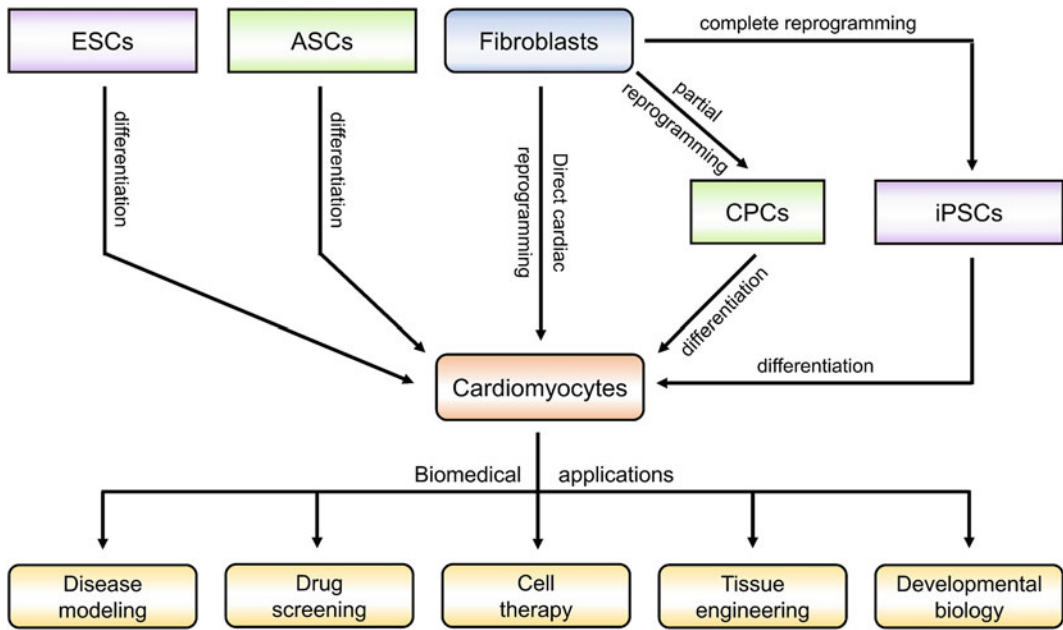 ESCs
ASCs
Fibroblasts
complete reprogramming
differentiation
differentiation
Direct cardiac
reprogramming
partial
reprogramming
CPCs
iPSCs
differentiation
differentiation
Cardiomyocytes
Biomedical applications
Disease
modeling
Drug
screening
Cell
therapy
Tissue
engineering
Developmental
biology